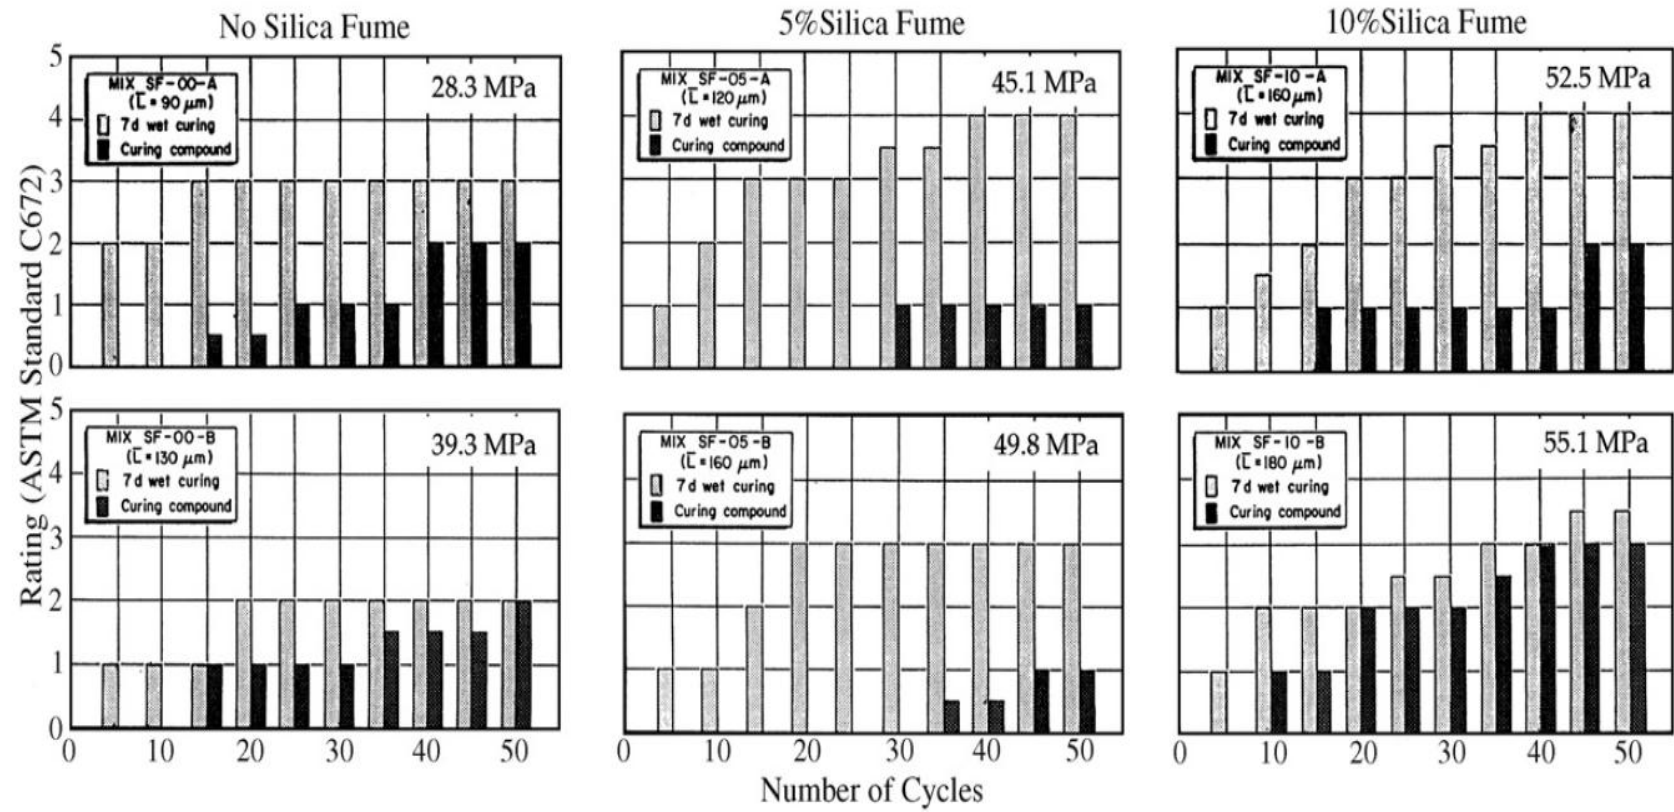 No Silica Fume
5%Silica Fume
10%Silica Fume
Rating (ASTM Standard C672)
5
4
3
2
1
0
MIX SF-00-A
(L̄ = 90 μm)
7d wet curing
Curing compound
28.3 MPa
MIX SF-05-A
(L̄ = 120 μm)
7d wet curing
Curing compound
45.1 MPa
MIX SF-10-A
(L̄ = 160 μm)
7d wet curing
Curing compound
52.5 MPa
5
4
3
2
1
0
MIX SF-00-B
(L̄ = 130 μm)
7d wet curing
Curing compound
39.3 MPa
MIX SF-05-B
(L̄ = 160 μm)
7d wet curing
Curing compound
49.8 MPa
MIX SF-10-B
(L̄ = 180 μm)
7d wet curing
Curing compound
55.1 MPa
0 10 20 30 40 50
0 10 20 30 40 50
0 10 20 30 40 50
Number of Cycles